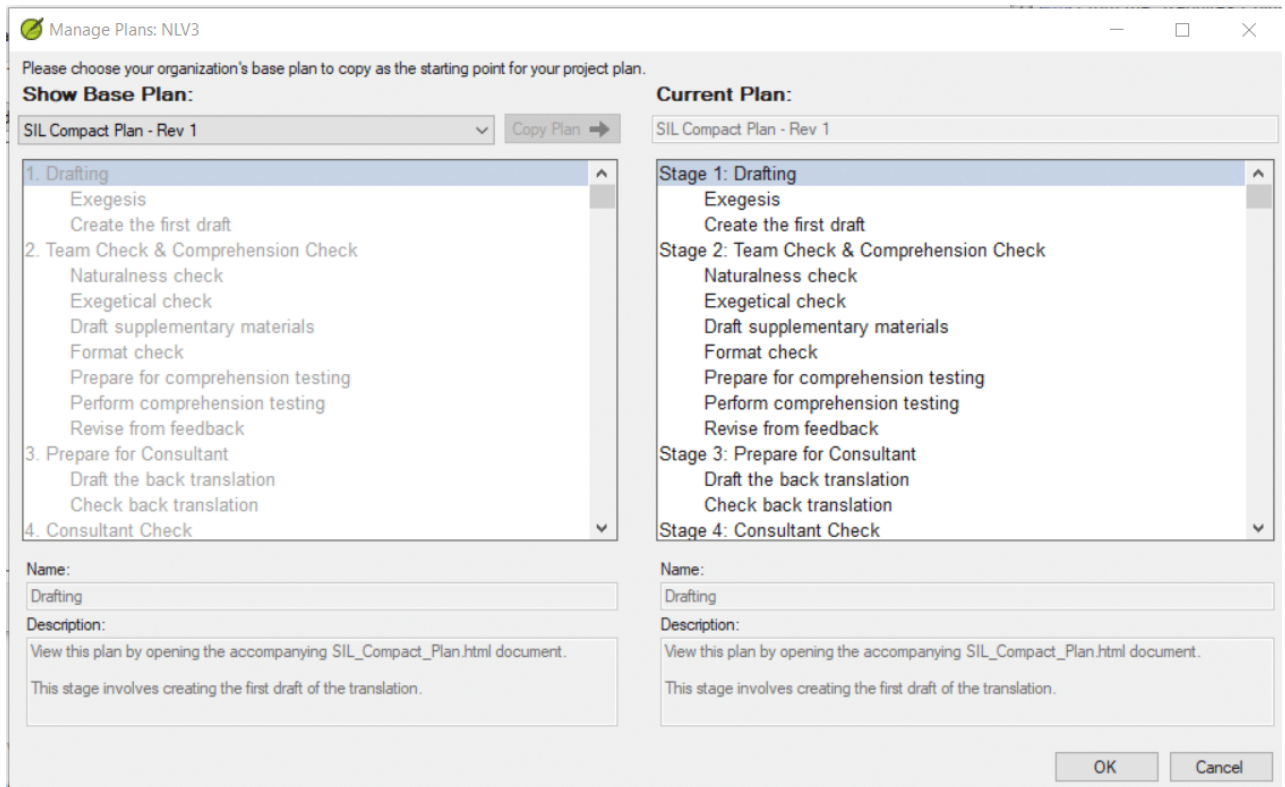 Manage Plans: NLV3
Please choose your organization's base plan to copy as the starting point for your project plan.
Show Base Plan:
SIL Compact Plan - Rev 1
Copy Plan
1. Drafting
Exegesis
Create the first draft
2. Team Check & Comprehension Check
Naturalness check
Exegetical check
Draft supplementary materials
Format check
Prepare for comprehension testing
Perform comprehension testing
Revise from feedback
3. Prepare for Consultant
Draft the back translation
Check back translation
4. Consultant Check
Name:
Drafting
Description:
View this plan by opening the accompanying SIL_Compact_Plan.html document.
This stage involves creating the first draft of the translation.
Current Plan:
SIL Compact Plan - Rev 1
Stage 1: Drafting
Exegesis
Create the first draft
Stage 2: Team Check & Comprehension Check
Naturalness check
Exegetical check
Draft supplementary materials
Format check
Prepare for comprehension testing
Perform comprehension testing
Revise from feedback
Stage 3: Prepare for Consultant
Draft the back translation
Check back translation
Stage 4: Consultant Check
Name:
Drafting
Description:
View this plan by opening the accompanying SIL_Compact_Plan.html document.
This stage involves creating the first draft of the translation.
OK
Cancel